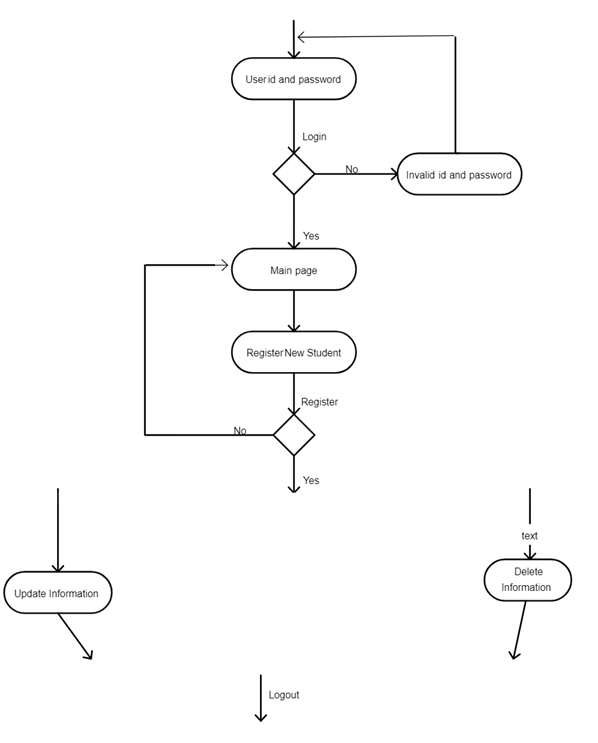 User id and password
Login
No
Invalid id and password
Yes
Main page
Register New Student
Register
No
Yes
text
Delete
Information
Update Information
Logout